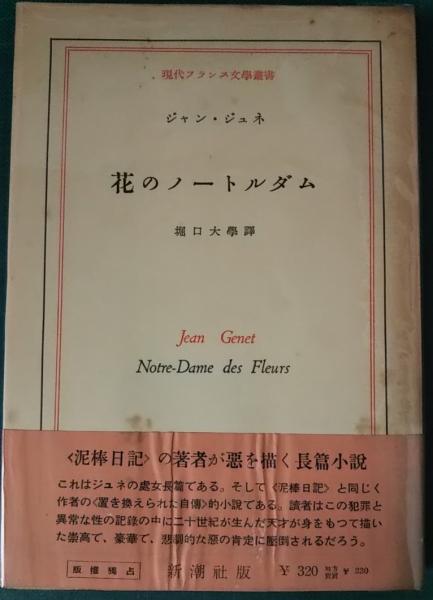 現代フランス文學叢書
ジャン・ジュネ
花のノートルダム
堀口大學譯
Jean Genet
Notre-Dame des Fleurs
〈泥棒日記〉の著者が惡を描く長篇小説
これはジュネの處女長篇である。そして〈泥棒日記〉と同じく
作者の〈置き換えられた自傳〉的小説である。讀者はこの犯罪と
異常な性の記錄の中に二十世紀が生んだ天才が身をもつて描い
た崇高で、豪華で、悲劇的な惡の肯定に壓倒されるだろう。
版權獨占
新潮社版
¥ 320
地方賣價 ¥ 330